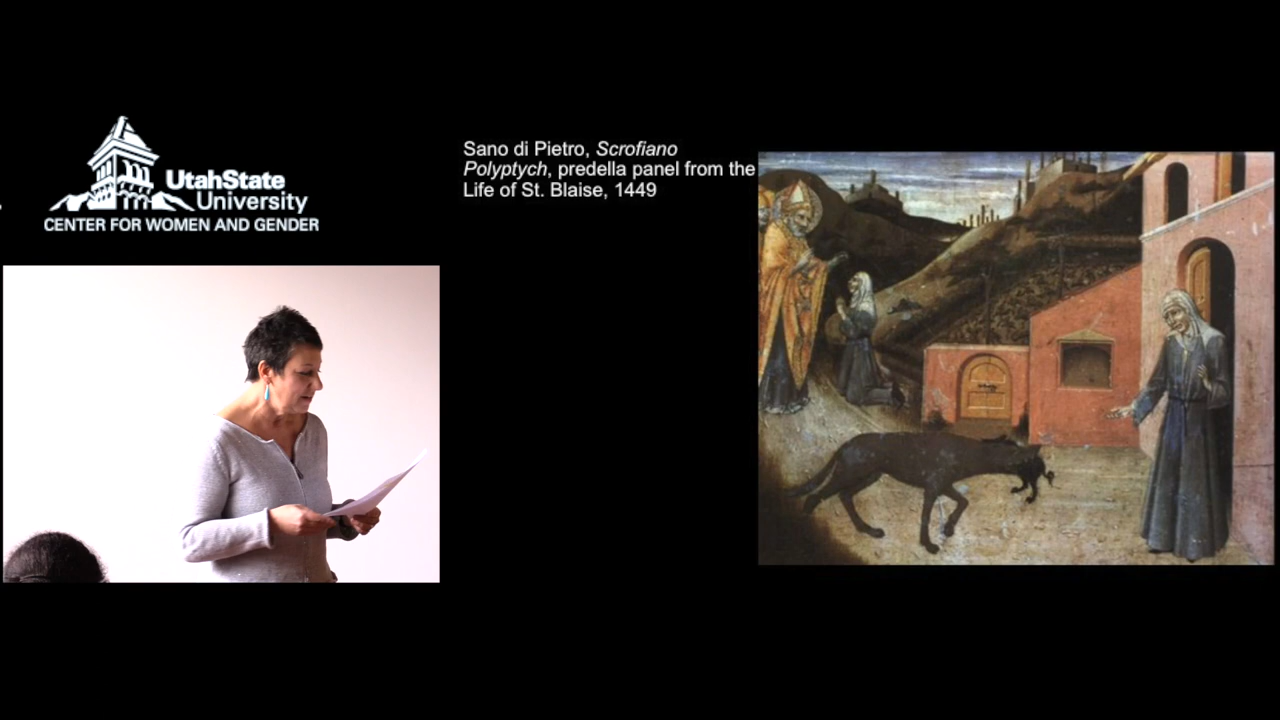 UtahState
University
CENTER FOR WOMEN AND GENDER
Sano di Pietro, Scrofiano
Polyptych, predella panel from the
Life of St. Blaise, 1449